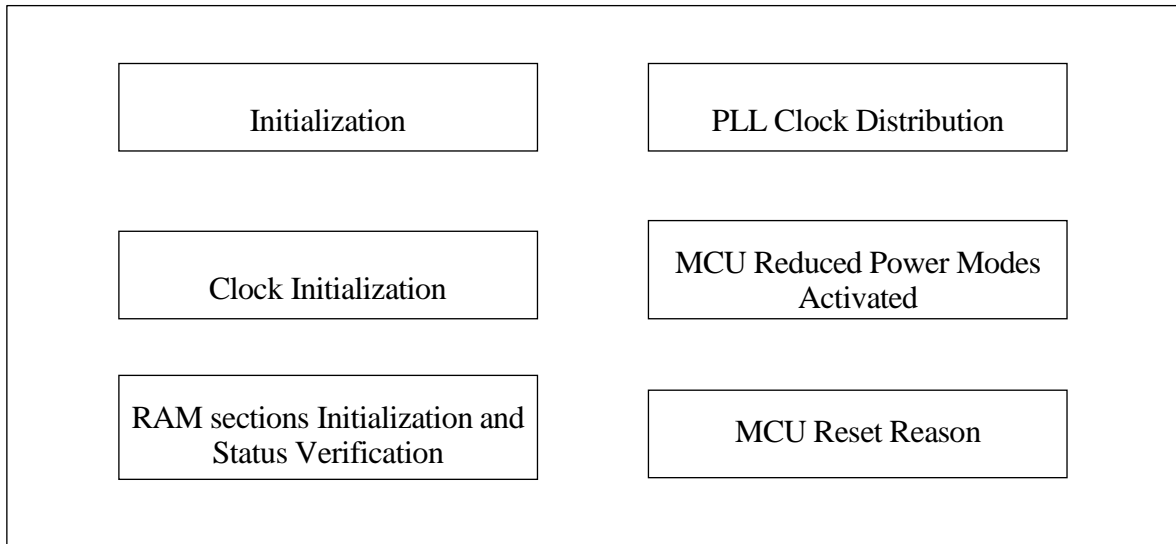 Initialization
PLL Clock Distribution
Clock Initialization
MCU Reduced Power Modes
Activated
RAM sections Initialization and
Status Verification
MCU Reset Reason